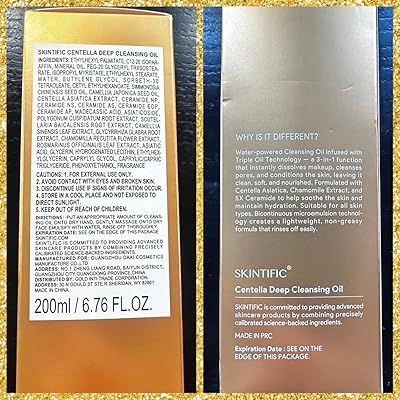 SKINTIFIC CENTELLA DEEP CLEANSING OIL
INGREDIENTS: ETHYLHEXYL PALMITATE, C12-20 ISOPAR-
AFFIN, MINERAL OIL, PEG-20 GLYCERYL TRIISOSTEA-
RATE, ISOPROPYL MYRISTATE, ETHYLHEXYL STEARATE,
WATER, BUTYLENE GLYCOL, SORBETH-30
TETRAOLEATE, CETYL ETHYLHEXANOATE, SIMMONDSIA
CHINENSIS SEED OIL, CAMELLIA JAPONICA SEED OIL,
CENTELLA ASIATICA EXTRACT, CERAMIDE NP,
CERAMIDE NS, CERAMIDE AS, CERAMIDE EOP,
CERAMIDE AP, CERAMIDE EOP, ASIATICOSIDE,
POLYGONUM CUSPIDATUM ROOT EXTRACT, SCUTEL-
LARIA BAICALENSIS ROOT EXTRACT, CAMELLIA
SINENSIS LEAF EXTRACT, GLYCYRRHIZA GLABRA ROOT
EXTRACT, CHAMOMILLA RECUTITA FLOWER EXTRACT,
ROSMARINUS OFFICINALIS LEAF EXTRACT, ASIATIC
ACID, GLYCERIN, HYDROGENATED LECITHIN, ETHYLHEX-
YLGLYCERIN, CAPRYLYL GLYCOL, CAPRYLIC/CAPRIC
TRIGLYCERIDE, PHENOXYETHANOL, FRAGRANCE
CAUTIONS: 1. FOR EXTERNAL USE ONLY.
2. AVOID CONTACT WITH EYES AND BROKEN SKIN.
3. DISCONTINUE USE IF SIGNS OF IRRITATION OCCUR.
4. STORE IN A COOL PLACE AND NOT EXPOSED TO
DIRECT SUNLIGHT.
5. KEEP OUT OF REACH OF CHILDREN.
DIRECTIONS: PUT AN APPROPRIATE AMOUNT OF CLEANS-
ING OIL ONTO DRY HAND, GENTLY MASSAGE ONTO DRY
FACE EMULSIFY WITH WATER, RINSE OFF THOROUGHLY.
EXPIRATION DATE: SEE ON THE EDGE OF THIS PACKAGE
SKINTIFIC.COM
SKINTIFLC IS COMMITTED TO PROVIDING ADVANCED
SKINCARE PRODUCTS BY COMBINING PRECISELY
CALIBRATED SCIENCE-BACKED INGREDIENTS.
MANUFACTURER: GUANGZHOU DAAI COSMETICS
MANUFACTURE CO.,LTD
ADDRESS: NO.1 ZHENG LIANG ROAD, BAIYUN DISTRICT,
GUANGZHOU CITY GUANGDONG PROVINCE, CHINA
DISTRIBUTED BY: GOLD INTI TRADE CORPORATION
ADDRESS: 30 N GOULD ST STE R SHERIDAN, WY 82801
MADE IN CHINA
200ml / 6.76 FL.OZ.
WHY IS IT DIFFERENT?
Water-powered Cleansing Oil infused with
Triple Oil Technology — a 3-in-1 function
that instantly dissolves makeup, cleanses
pores, and conditions the skin, leaving it
clean, soft, and nourished. Formulated with
Centella Asiatica, Chamomile Extract, and
5X Ceramide to help soothe the skin and
maintain hydration. Suitable for all skin
types. Bicontinuous microemulsion technolo-
gy creates a lightweight, non-greasy
formula that rinses off easily.
SKINTIFIC®
Centella Deep Cleansing Oil
SKINTIFIC is committed to providing advanced
skincare products by combining precisely
calibrated science-backed ingredients.
MADE IN PRC
Expiration Date : SEE ON THE
EDGE OF THIS PACKAGE.